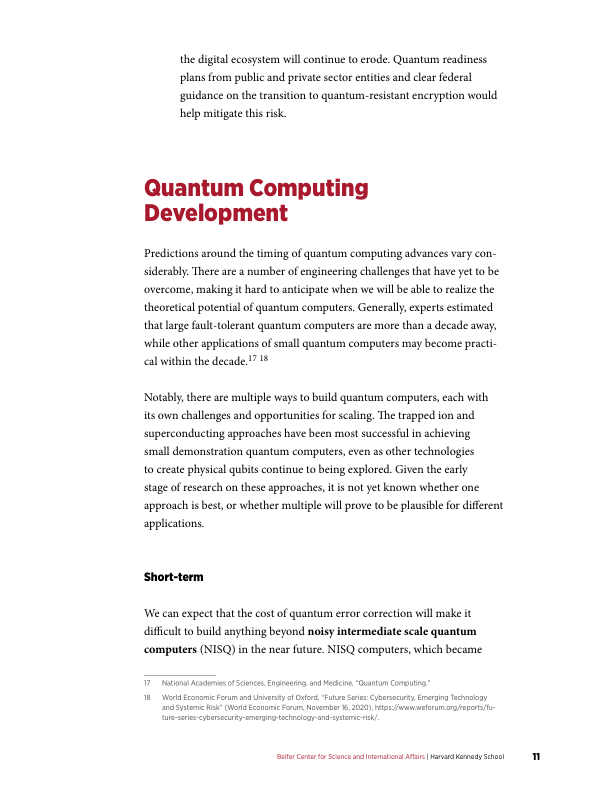 the digital ecosystem will continue to erode. Quantum readiness
plans from public and private sector entities and clear federal
guidance on the transition to quantum-resistant encryption would
help mitigate this risk.
Quantum Computing
Development
Predictions around the timing of quantum computing advances vary con-
siderably. There are a number of engineering challenges that have yet to be
overcome, making it hard to anticipate when we will be able to realize the
theoretical potential of quantum computers. Generally, experts estimated
that large fault-tolerant quantum computers are more than a decade away,
while other applications of small quantum computers may become practi-
cal within the decade.17 18
Notably, there are multiple ways to build quantum computers, each with
its own challenges and opportunities for scaling. The trapped ion and
superconducting approaches have been most successful in achieving
small demonstration quantum computers, even as other technologies
to create physical qubits continue to being explored. Given the early
stage of research on these approaches, it is not yet known whether one
approach is best, or whether multiple will prove to be plausible for different
applications.
Short-term
We can expect that the cost of quantum error correction will make it
difficult to build anything beyond noisy intermediate scale quantum
computers (NISQ) in the near future. NISQ computers, which became
17 National Academies of Sciences, Engineering, and Medicine, “Quantum Computing.”
18 World Economic Forum and University of Oxford, “Future Series: Cybersecurity, Emerging Technology
and Systemic Risk” (World Economic Forum, November 16, 2020), https://www.weforum.org/reports/fu-
ture-series-cybersecurity-emerging-technology-and-systemic-risk/.
Belfer Center for Science and International Affairs | Harvard Kennedy School 11